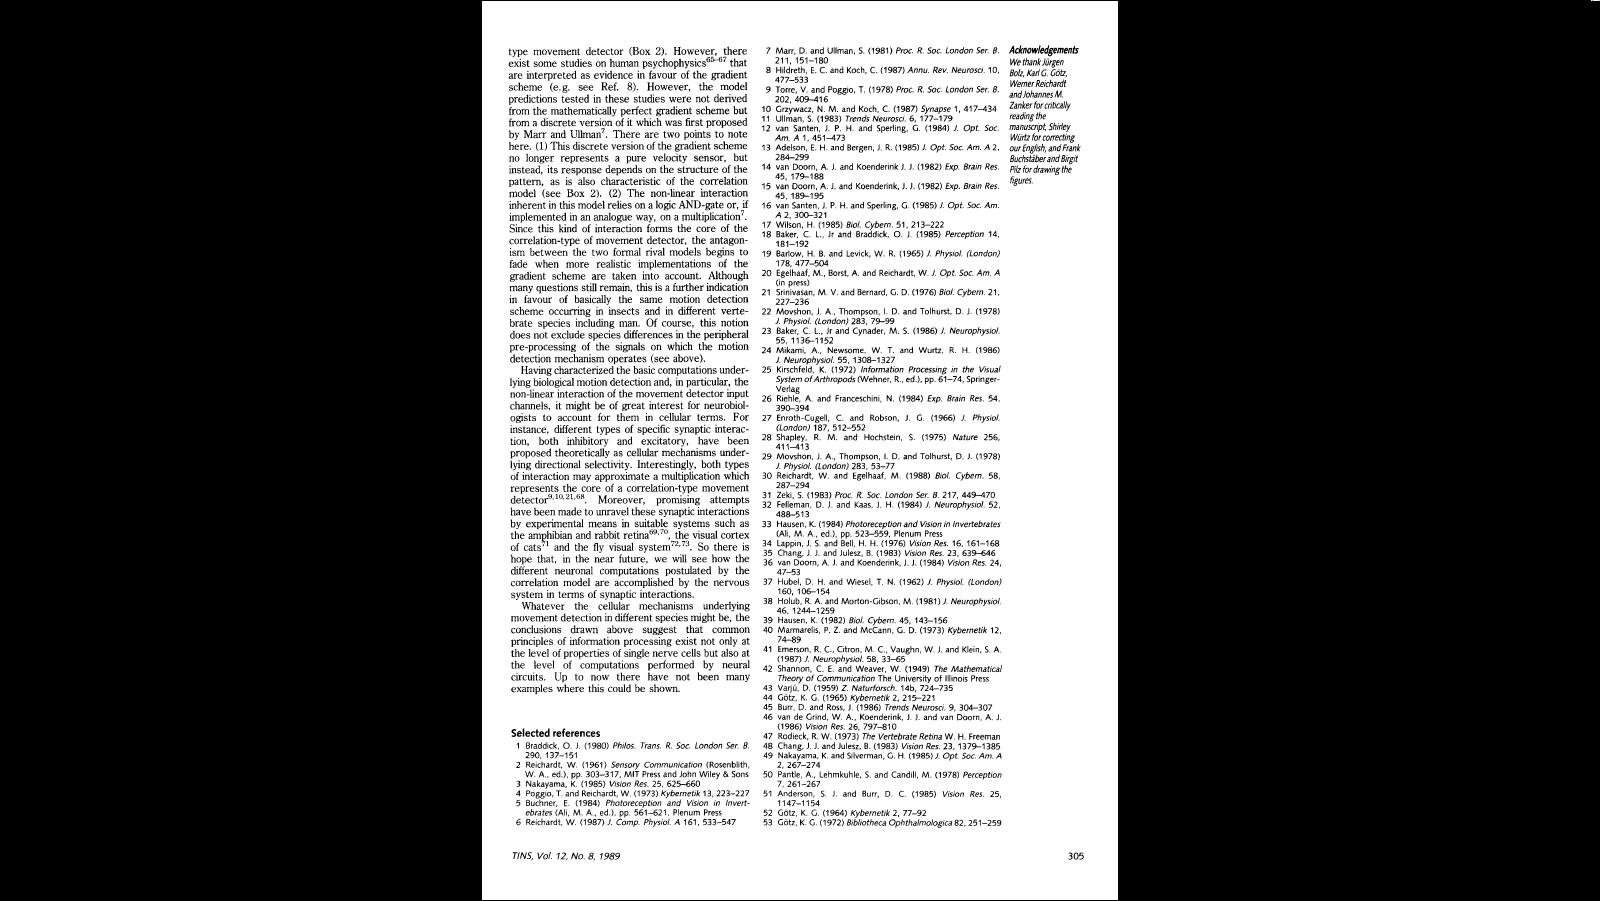 type movement detector (Box 2). However, there
exist some studies on human psychophysics65–67 that
are interpreted as evidence in favour of the gradient
scheme (e.g. see Ref. 8). However, the model
predictions tested in these studies were not derived
from the mathematically perfect gradient scheme but
from a discrete version of it which was first proposed
by Marr and Ullman7. There are two points to note
here. (1) This discrete version of the gradient scheme
no longer represents a pure velocity sensor, but
instead, its response depends on the structure of the
pattern, as is also characteristic of the correlation
model (see Box 2). (2) The non-linear interaction
inherent in this model relies on a logic AND-gate or, if
implemented in an analogue way, on a multiplication7.
Since this kind of interaction forms the core of the
correlation-type of movement detector, the antagon-
ism between the two formal rival models begins to
fade when more realistic implementations of the
gradient scheme are taken into account. Although
many questions still remain, this is a further indication
in favour of basically the same motion detection
scheme occurring in insects and in different verte-
brate species including man. Of course, this notion
does not exclude species differences in the peripheral
pre-processing of the signals on which the motion
detection mechanism operates (see above).
Having characterized the basic computations under-
lying biological motion detection and, in particular, the
non-linear interaction of the movement detector input
channels, it might be of great interest for neurobiol-
ogists to account for them in cellular terms. For
instance, different types of specific synaptic interac-
tion, both inhibitory and excitatory, have been
proposed theoretically as cellular mechanisms under-
lying directional selectivity. Interestingly, both types
of interaction may approximate a multiplication which
represents the core of a correlation-type movement
detector9,10,21,68. Moreover, promising attempts
have been made to unravel these synaptic interactions
by experimental means in suitable systems such as
the amphibian and rabbit retina69,70, the visual cortex
of cats71 and the fly visual system72,73. So there is
hope that, in the near future, we will see how the
different neuronal computations postulated by the
correlation model are accomplished by the nervous
system in terms of synaptic interactions.
Whatever the cellular mechanisms underlying
movement detection in different species might be, the
conclusions drawn above suggest that common
principles of information processing exist not only at
the level of properties of single nerve cells but also at
the level of computations performed by neural
circuits. Up to now there have not been many
examples where this could be shown.
Selected references
1 Braddick, O. J. (1980) Philos. Trans. R. Soc. London Ser. B.
290, 137–151
2 Reichardt, W. (1961) Sensory Communication (Rosenblith,
W. A., ed.), pp. 303–317, MIT Press and John Wiley & Sons
3 Nakayama, K. (1985) Vision Res. 25, 625–660
4 Poggio, T. and Reichardt, W. (1973) Kybernetik 13, 223–227
5 Buchner, E. (1984) Photoreception and Vision in Invert-
ebrates (Ali, M. A., ed.), pp. 561–621, Plenum Press
6 Reichardt, W. (1987) J. Comp. Physiol. A 161, 533–547
7 Marr, D. and Ullman, S. (1981) Proc. R. Soc. London Ser. B.
211, 151–180
8 Hildreth, E. C. and Koch, C. (1987) Annu. Rev. Neurosci. 10,
477–533
9 Torre, V. and Poggio, T. (1978) Proc. R. Soc. London Ser. B.
202, 409–416
10 Grzywacz, N. M. and Koch, C. (1987) Synapse 1, 417–434
11 Ullman, S. (1983) Trends Neurosci. 6, 177–179
12 van Santen, J. P. H. and Sperling, G. (1984) J. Opt. Soc.
Am. A 1, 451–473
13 Adelson, E. H. and Bergen, J. R. (1985) J. Opt. Soc. Am. A 2,
284–299
14 van Doorn, A. J. and Koenderink J. J. (1982) Exp. Brain Res.
45, 179–188
15 van Doorn, A. J. and Koenderink, J. J. (1982) Exp. Brain Res.
45, 189–195
16 van Santen, J. P. H. and Sperling, G. (1985) J. Opt. Soc. Am.
A 2, 300–321
17 Wilson, H. (1985) Biol. Cybern. 51, 213–222
18 Baker, C. L., Jr and Braddick, O. J. (1985) Perception 14,
181–192
19 Barlow, H. B. and Levick, W. R. (1965) J. Physiol. (London)
178, 477–504
20 Egelhaaf, M., Borst, A. and Reichardt, W. J. Opt. Soc. Am. A
(in press)
21 Srinivasan, M. V. and Bernard, G. D. (1976) Biol. Cybern. 21,
227–236
22 Movshon, J. A., Thompson, I. D. and Tolhurst, D. J. (1978)
J. Physiol. (London) 283, 79–99
23 Baker, C. L., Jr and Cynader, M. S. (1986) J. Neurophysiol.
55, 1136–1152
24 Mikami, A., Newsome, W. T. and Wurtz, R. H. (1986)
J. Neurophysiol. 55, 1308–1327
25 Kirschfeld, K. (1972) Information Processing in the Visual
System of Arthropods (Wehner, R., ed.), pp. 61–74, Springer-
Verlag
26 Riehle, A. and Franceschini, N. (1984) Exp. Brain Res. 54,
390–394
27 Enroth-Cugell, C. and Robson, J. G. (1966) J. Physiol.
(London) 187, 512–552
28 Shapley, R. M. and Hochstein, S. (1975) Nature 256,
411–413
29 Movshon, J. A., Thompson, I. D. and Tolhurst, D. J. (1978)
J. Physiol. (London) 283, 53–77
30 Reichardt, W. and Egelhaaf, M. (1988) Biol. Cybern. 58,
287–294
31 Zeki, S. (1983) Proc. R. Soc. London Ser. B. 217, 449–470
32 Felleman, D. J. and Kaas, J. H. (1984) J. Neurophysiol. 52,
488–513
33 Hausen, K. (1984) Photoreception and Vision in Invertebrates
(Ali, M. A., ed.), pp. 523–559, Plenum Press
34 Lappin, J. S. and Bell, H. H. (1976) Vision Res. 16, 161–168
35 Chang, J. J. and Julesz, B. (1983) Vision Res. 23, 639–646
36 van Doorn, A. J. and Koenderink, J. J. (1984) Vision Res. 24,
47–53
37 Hubel, D. H. and Wiesel, T. N. (1962) J. Physiol. (London)
160, 106–154
38 Holub, R. A. and Morton-Gibson, M. (1981) J. Neurophysiol.
46, 1244–1259
39 Hausen, K. (1982) Biol. Cybern. 45, 143–156
40 Marmarelis, P. Z. and McCann, G. D. (1973) Kybernetik 12,
74–89
41 Emerson, R. C., Citron, M. C., Vaughn, W. J. and Klein, S. A.
(1987) J. Neurophysiol. 58, 33–65
42 Shannon, C. E. and Weaver, W. (1949) The Mathematical
Theory of Communication The University of Illinois Press
43 Varjú, D. (1959) Z. Naturforsch. 14b, 724–735
44 Götz, K. G. (1965) Kybernetik 2, 215–221
45 Burr, D. and Ross, J. (1986) Trends Neurosci. 9, 304–307
46 van de Grind, W. A., Koenderink, J. J. and van Doorn, A. J.
(1986) Vision Res. 26, 797–810
47 Rodieck, R. W. (1973) The Vertebrate Retina W. H. Freeman
48 Chang, J. J. and Julesz, B. (1983) Vision Res. 23, 1379–1385
49 Nakayama, K. and Silverman, G. H. (1985) J. Opt. Soc. Am. A
2, 267–274
50 Pantle, A., Lehmkuhle, S. and Caudill, M. (1978) Perception
7, 261–267
51 Anderson, S. J. and Burr, D. C. (1985) Vision Res. 25,
1147–1154
52 Götz, K. G. (1964) Kybernetik 2, 77–92
53 Götz, K. G. (1972) Bibliotheca Ophthalmologica 82, 251–259
Acknowledgements
We thank Jürgen
Bolz, Karl G. Götz,
Werner Reichardt
and Johannes M.
Zanker for critically
reading the
manuscript, Shirley
Würtz for correcting
our English, and Frank
Buchstäber and Birgit
Pilz for drawing the
figures.
TINS, Vol. 12, No. 8, 1989
305